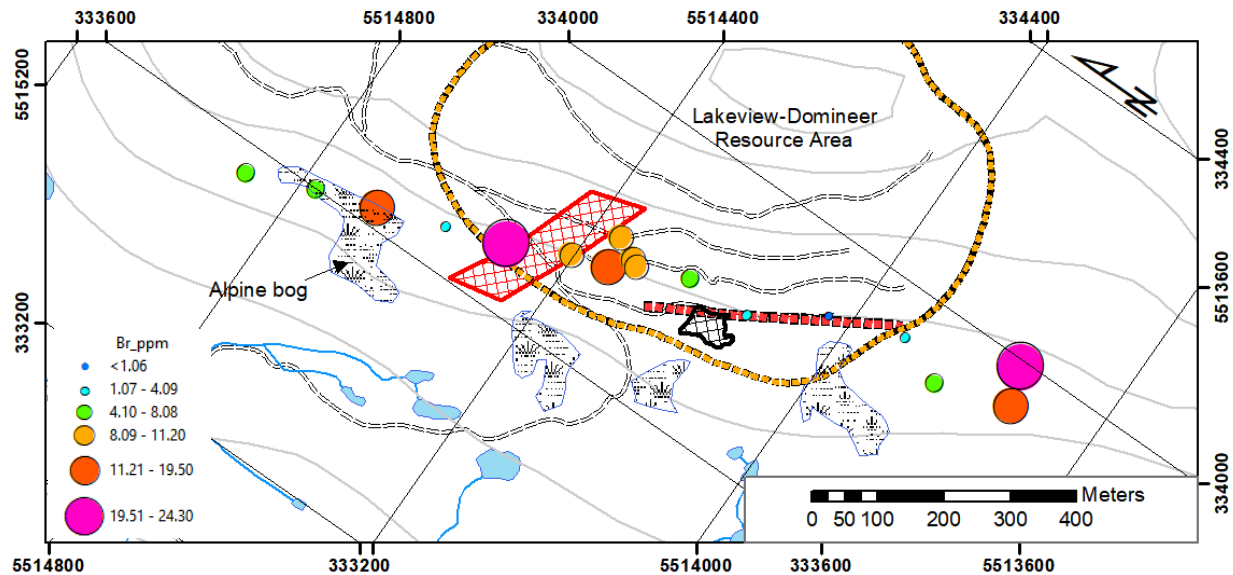 333600
5514800
334000
5514400
334400
5515200
333200
334400
5513600
334000
N
Lakeview-Domineer
Resource Area
Alpine bog
Br_ppm
<1.06
1.07 - 4.09
4.10 - 8.08
8.09 - 11.20
11.21 - 19.50
19.51 - 24.30
Meters
0 50 100 200 300 400
5514800
333200
5514000
333600
5513600